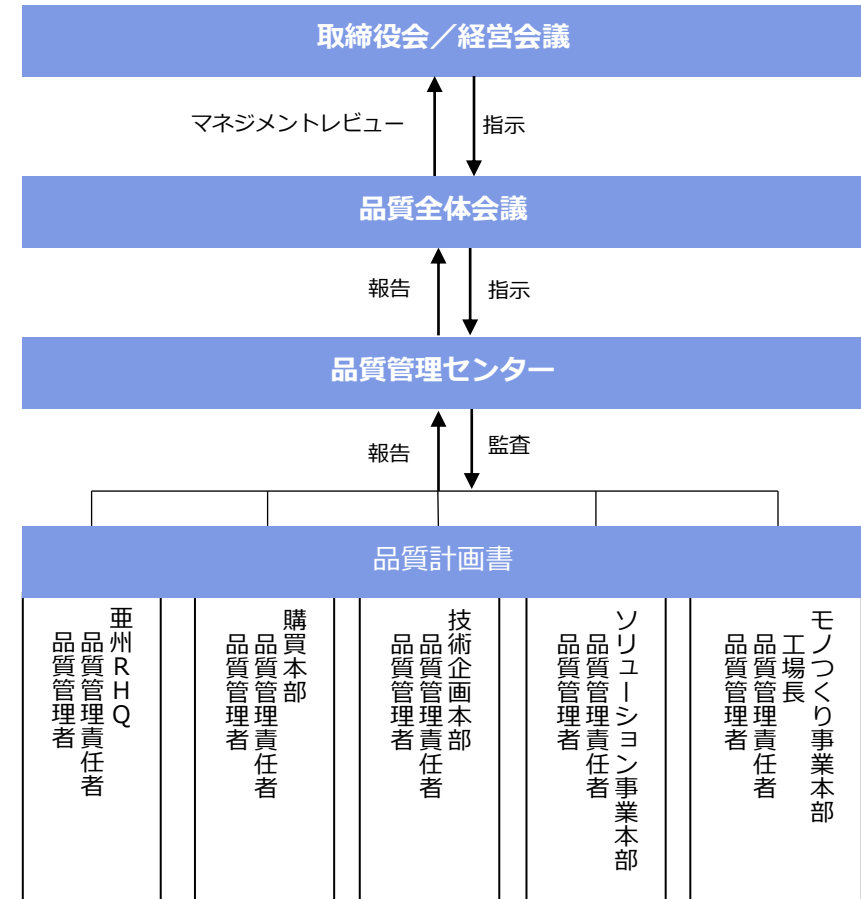 取締役会／経営会議
マネジメントレビュー
指示
品質全体会議
報告
指示
品質管理センター
報告
監査
品質計画書
モノつくり事業本部
工場長
品質管理責任者
品質管理者
ソリューション事業本部
品質管理責任者
品質管理者
技術企画本部
品質管理責任者
品質管理者
購買本部
品質管理責任者
品質管理者
亜州ＲＨＱ
品質管理責任者
品質管理者